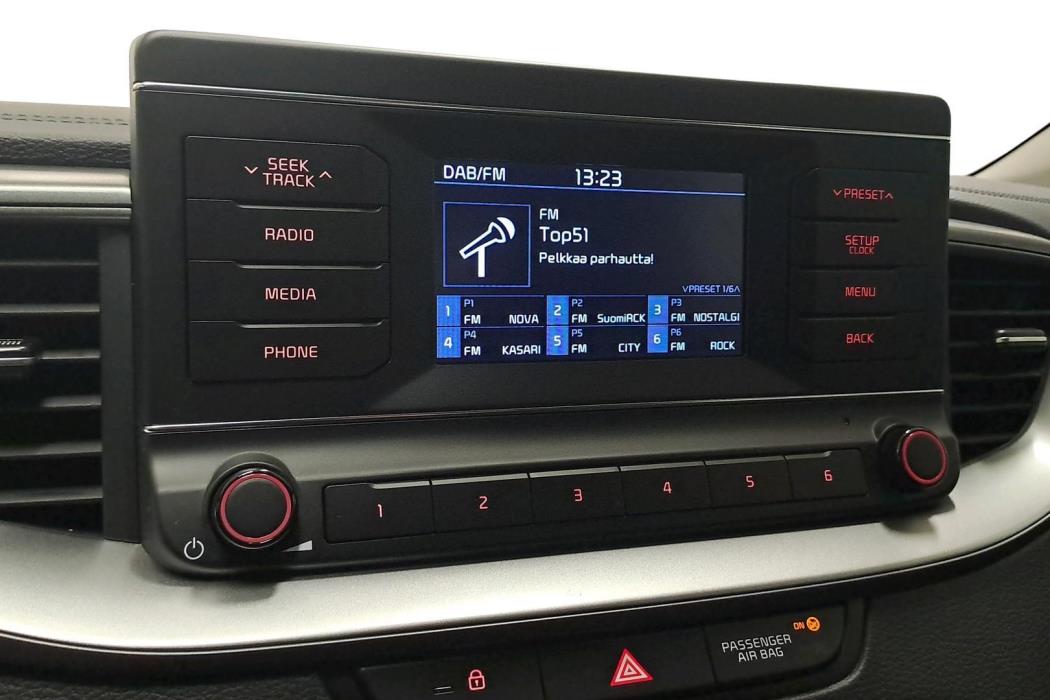 SEEK
TRACK
RADIO
MEDIA
PHONE
DAB/FM 13:23
FM
Top51
Pelkkaa parhautta!
PRESET 1/6
1 P1 FM NOVA
2 P2 FM SuomiRCK
3 P3 FM NOSTALGI
4 P4 FM KASARI
5 P5 FM CITY
6 P6 FM ROCK
PRESET
SETUP
CLOCK
MENU
BACK
1 2 3 4 5 6
PASSENGER
AIR BAG
ON